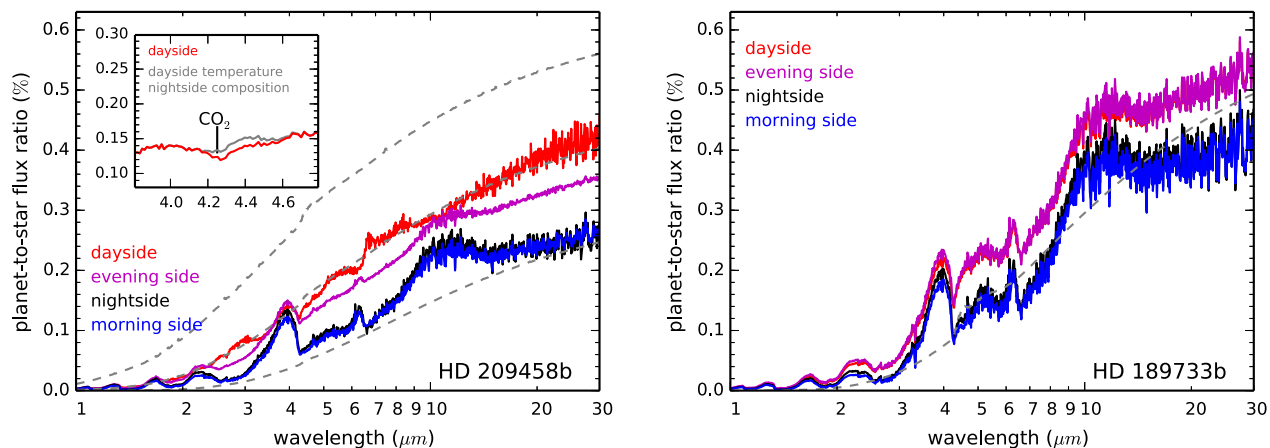 planet-to-star flux ratio (%)
0.6
0.5
0.4
0.3
0.2
0.1
0.0
0.30
0.25
0.20
0.15
0.10
dayside
dayside temperature
nightside composition
CO2
4.0 4.2 4.4 4.6
dayside
evening side
nightside
morning side
HD 209458b
1 2 3 4 5 6 7 8 9 10 20 30
wavelength (μm)
planet-to-star flux ratio (%)
0.6
0.5
0.4
0.3
0.2
0.1
0.0
dayside
evening side
nightside
morning side
HD 189733b
1 2 3 4 5 6 7 8 9 10 20 30
wavelength (μm)